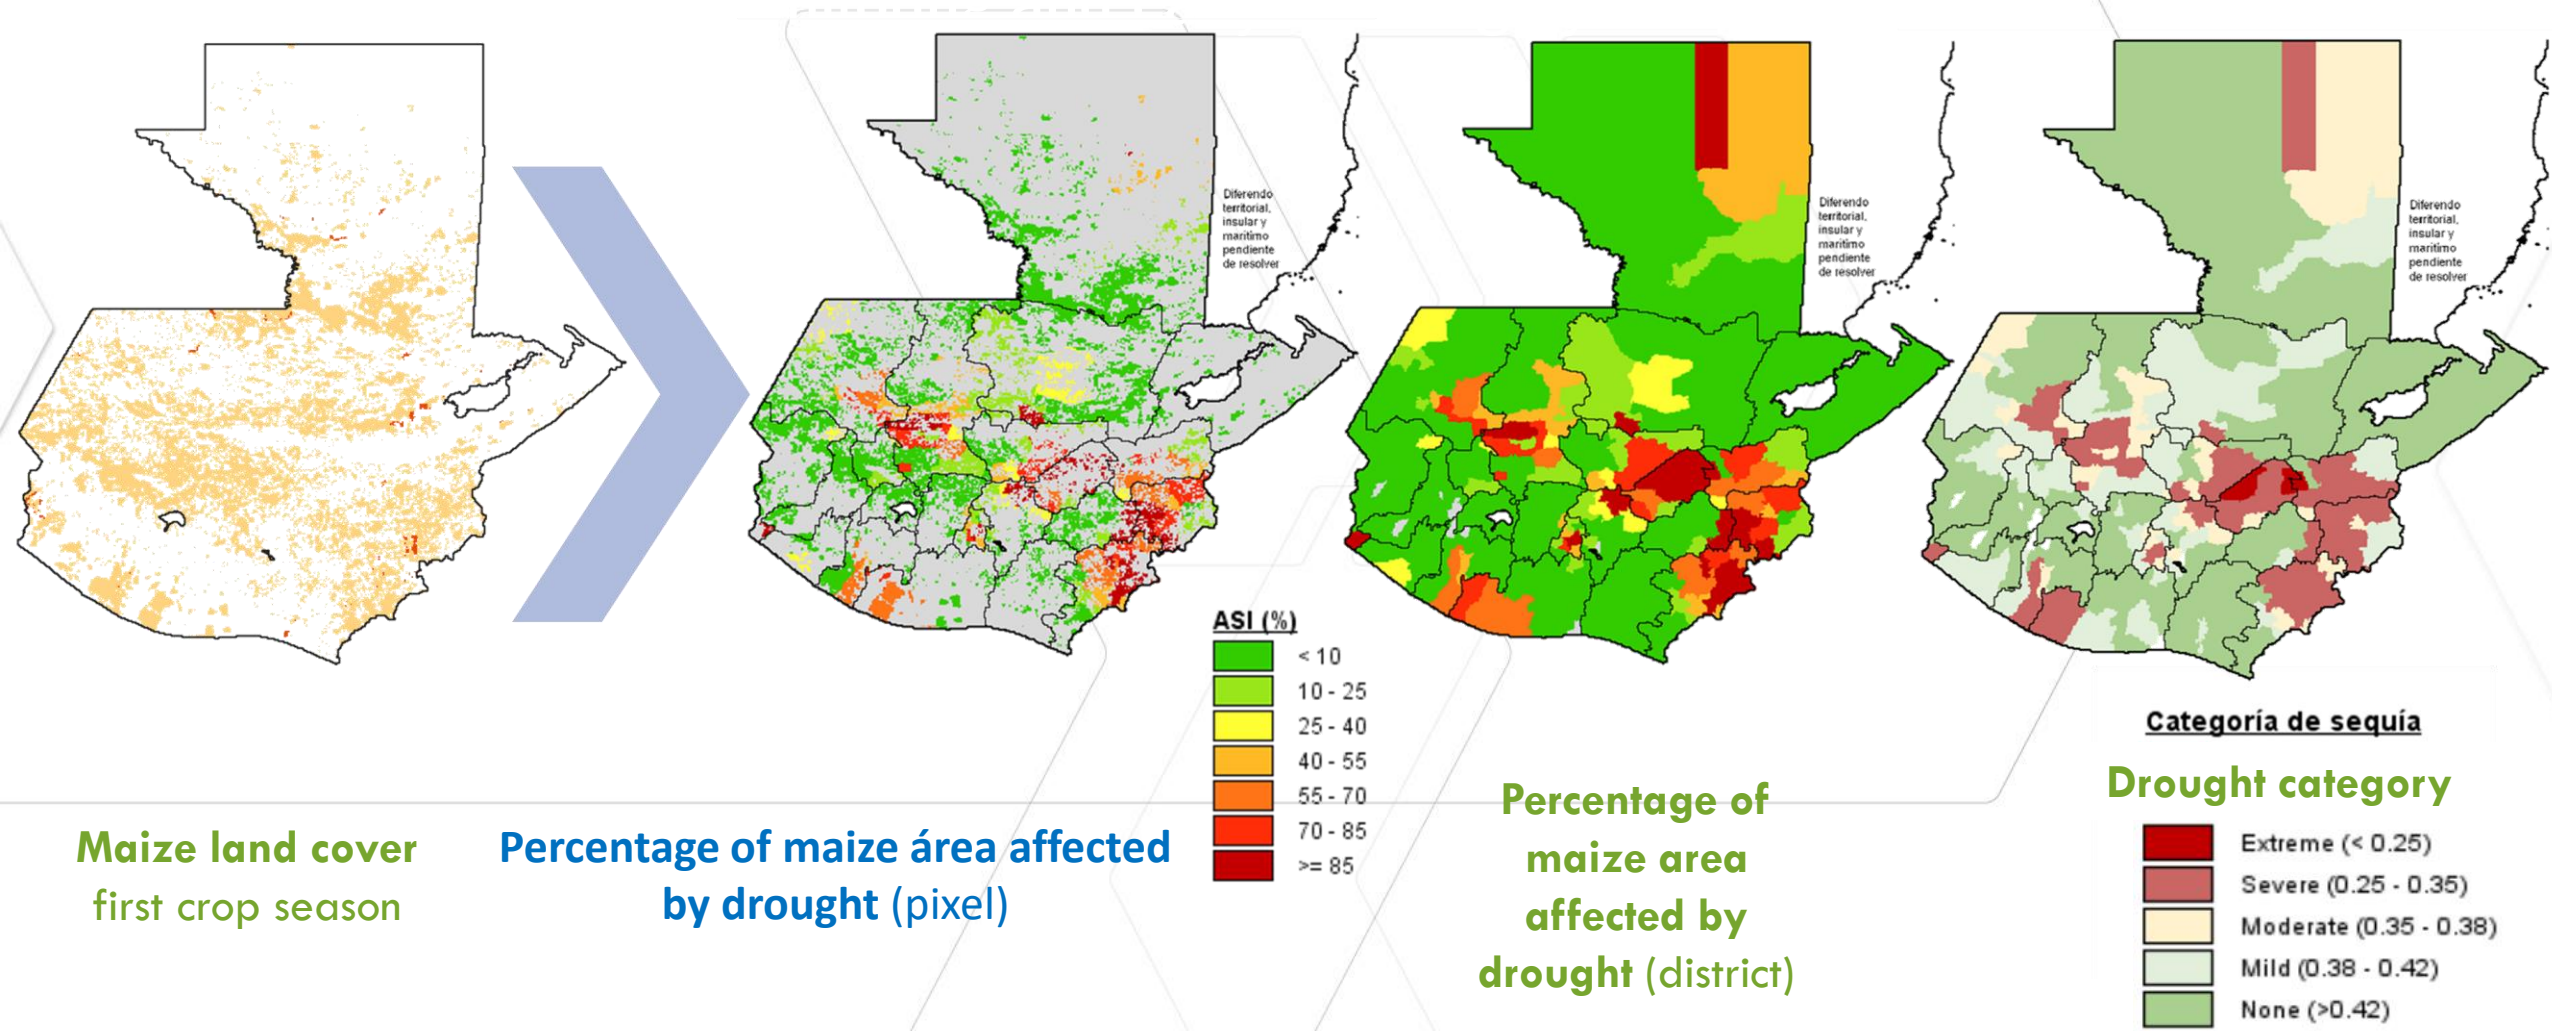 Diferendo
territorial,
insular y
maritimo
pendiente
de resolver
Diferendo
territorial,
insular y
maritimo
pendiente
de resolver
Diferendo
territorial,
insular y
maritimo
pendiente
de resolver
Maize land cover
first crop season
Percentage of maize área affected
by drought (pixel)
ASI (%)
< 10
10 - 25
25 - 40
40 - 55
55 - 70
70 - 85
>= 85
Percentage of
maize area
affected by
drought (district)
Categoría de sequía
Drought category
Extreme (< 0.25)
Severe (0.25 - 0.35)
Moderate (0.35 - 0.38)
Mild (0.38 - 0.42)
None (>0.42)